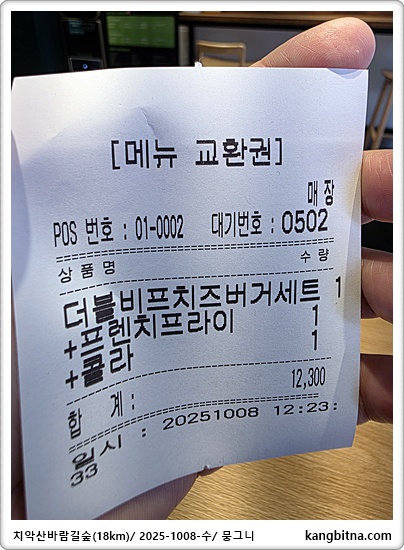 [메뉴 교환권]
매 장
POS 번호 : 01-0002 대기번호 : 0502
상 품 명 수 량
더블비프치즈버거세트 1
+프렌치프라이 1
+콜라 1
합 계: 12,300
일시 : 20251008 12:23:
33
치악산바람길숲(18km)/ 2025-1008-수/ 뭉그니 kangbitna.com